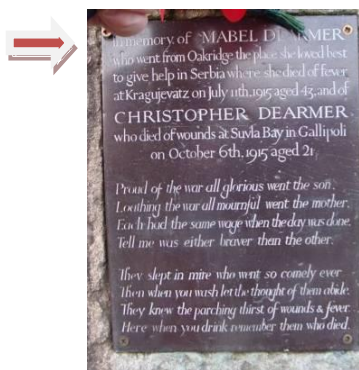 In memory of MABEL DEARMER
who went from Oakridge the place she loved best
to give help in Serbia where she died of fever
at Kragujevatz on July 11th, 1915 aged 43, and of
CHRISTOPHER DEARMER
who died of wounds at Suvla Bay in Gallipoli
on October 6th, 1915 aged 21
Proud of the war all glorious went the son,
Loathing the war all mournful went the mother,
Each had the same wage when the day was done.
Tell me was either braver than the other.
They slept in mire who went so comely ever
Then when you wash let the thought of them abide.
They knew the parching thirst of wounds & fever
Here when you drink remember them who died.